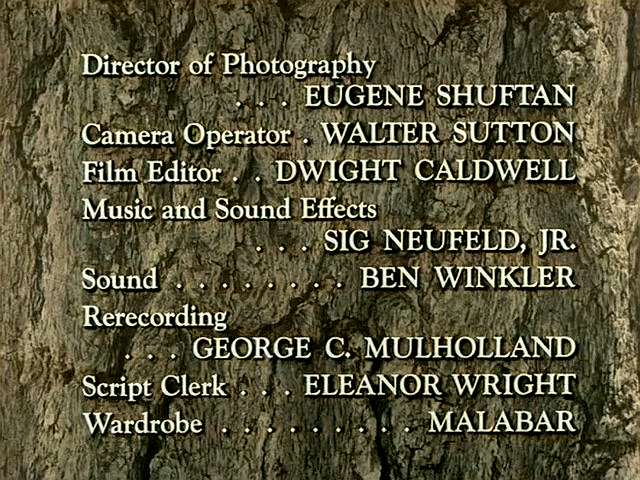 Director of Photography
. . . EUGENE SHUFTAN
Camera Operator . WALTER SUTTON
Film Editor . . DWIGHT CALDWELL
Music and Sound Effects
. . . SIG NEUFELD, JR.
Sound . . . . . . . . BEN WINKLER
Rerecording
. . . GEORGE C. MULHOLLAND
Script Clerk . . . ELEANOR WRIGHT
Wardrobe . . . . . . . . . MALABAR